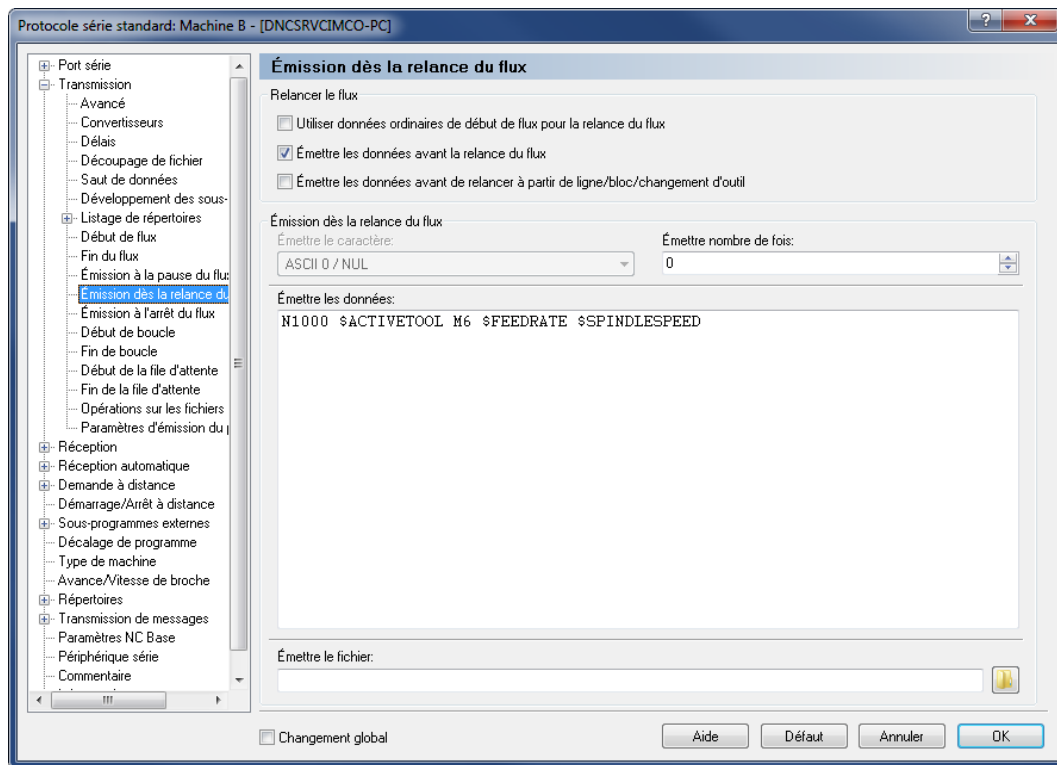 Protocole série standard: Machine B - [DNCSRVCIMCO-PC]
Port série
Transmission
Avancé
Convertisseurs
Délais
Découpage de fichier
Saut de données
Développement des sous-
Listage de répertoires
Début de flux
Fin du flux
Émission à la pause du flu
Émission dès la relance du
Émission à l'arrêt du flux
Début de boucle
Fin de boucle
Début de la file d'attente
Fin de la file d'attente
Opérations sur les fichiers
Paramètres d'émission du
Réception
Réception automatique
Demande à distance
Démarrage/Arrêt à distance
Sous-programmes externes
Décalage de programme
Type de machine
Avance/Vitesse de broche
Répertoires
Transmission de messages
Paramètres NC Base
Périphérique série
Commentaire
Émission dès la relance du flux
Relancer le flux
Utiliser données ordinaires de début de flux pour la relance du flux
Émettre les données avant la relance du flux
Émettre les données avant de relancer à partir de ligne/bloc/changement d'outil
Émission dès la relance du flux
Émettre le caractère:
Émettre nombre de fois:
ASCII 0 / NUL
0
Émettre les données:
N1000 $ACTIVETOOL M6 $FEEDRATE $SPINDLESPEED
Émettre le fichier:
Changement global
Aide
Défaut
Annuler
OK